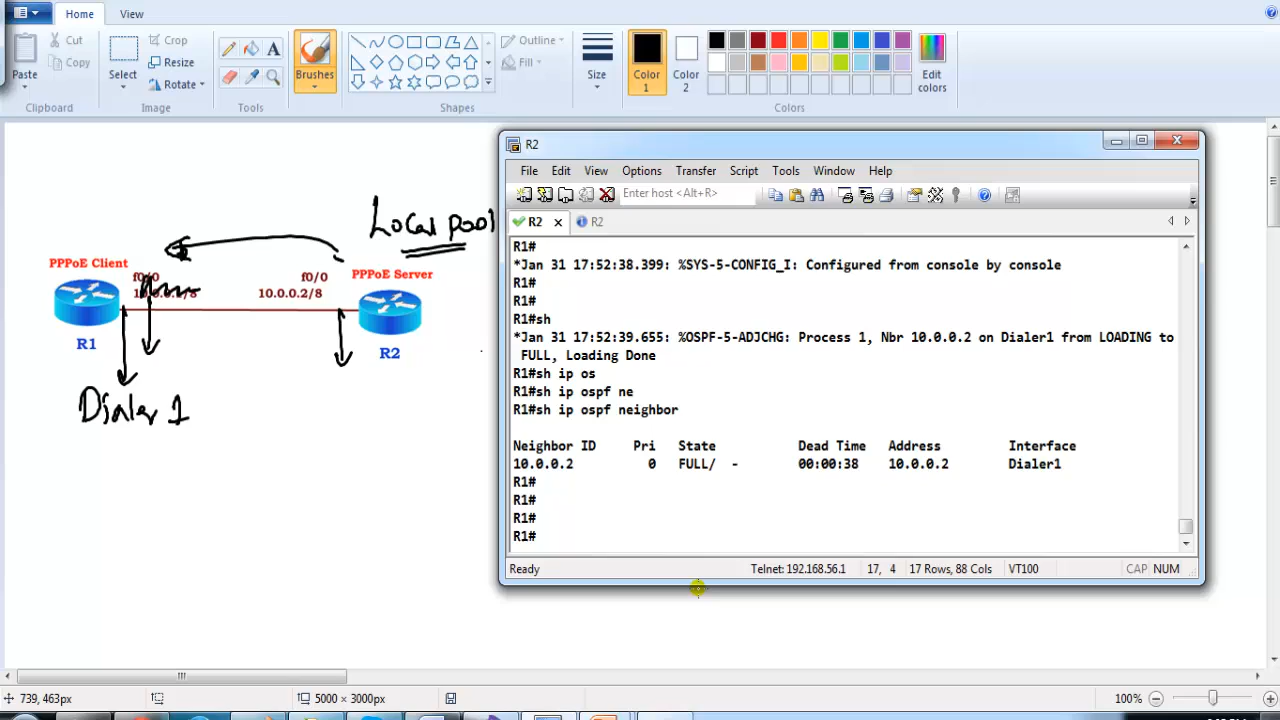 Home
View
Paste
Cut
Copy
Clipboard
Select
Crop
Resize
Rotate
Image
Tools
Brushes
Shapes
Outline
Fill
Size
Color 1
Color 2
Edit colors
Colors
Local pool
PPPoE Client
f0/0
f0/0
PPPoE Server
10.0.0.2/8
R1
R2
Dialer 1
R2
File Edit View Options Transfer Script Tools Window Help
Enter host <Alt+R>
R2
R2
R1#
*Jan 31 17:52:38.399: %SYS-5-CONFIG_I: Configured from console by console
R1#
R1#
R1#sh
*Jan 31 17:52:39.655: %OSPF-5-ADJCHG: Process 1, Nbr 10.0.0.2 on Dialer1 from LOADING to
FULL, Loading Done
R1#sh ip os
R1#sh ip ospf ne
R1#sh ip ospf neighbor
Neighbor ID Pri State Dead Time Address Interface
10.0.0.2 0 FULL/ - 00:00:38 10.0.0.2 Dialer1
R1#
R1#
R1#
R1#
Ready Telnet: 192.168.56.1 17, 4 17 Rows, 88 Cols VT100 CAP NUM
739, 463px
5000 × 3000px
100%